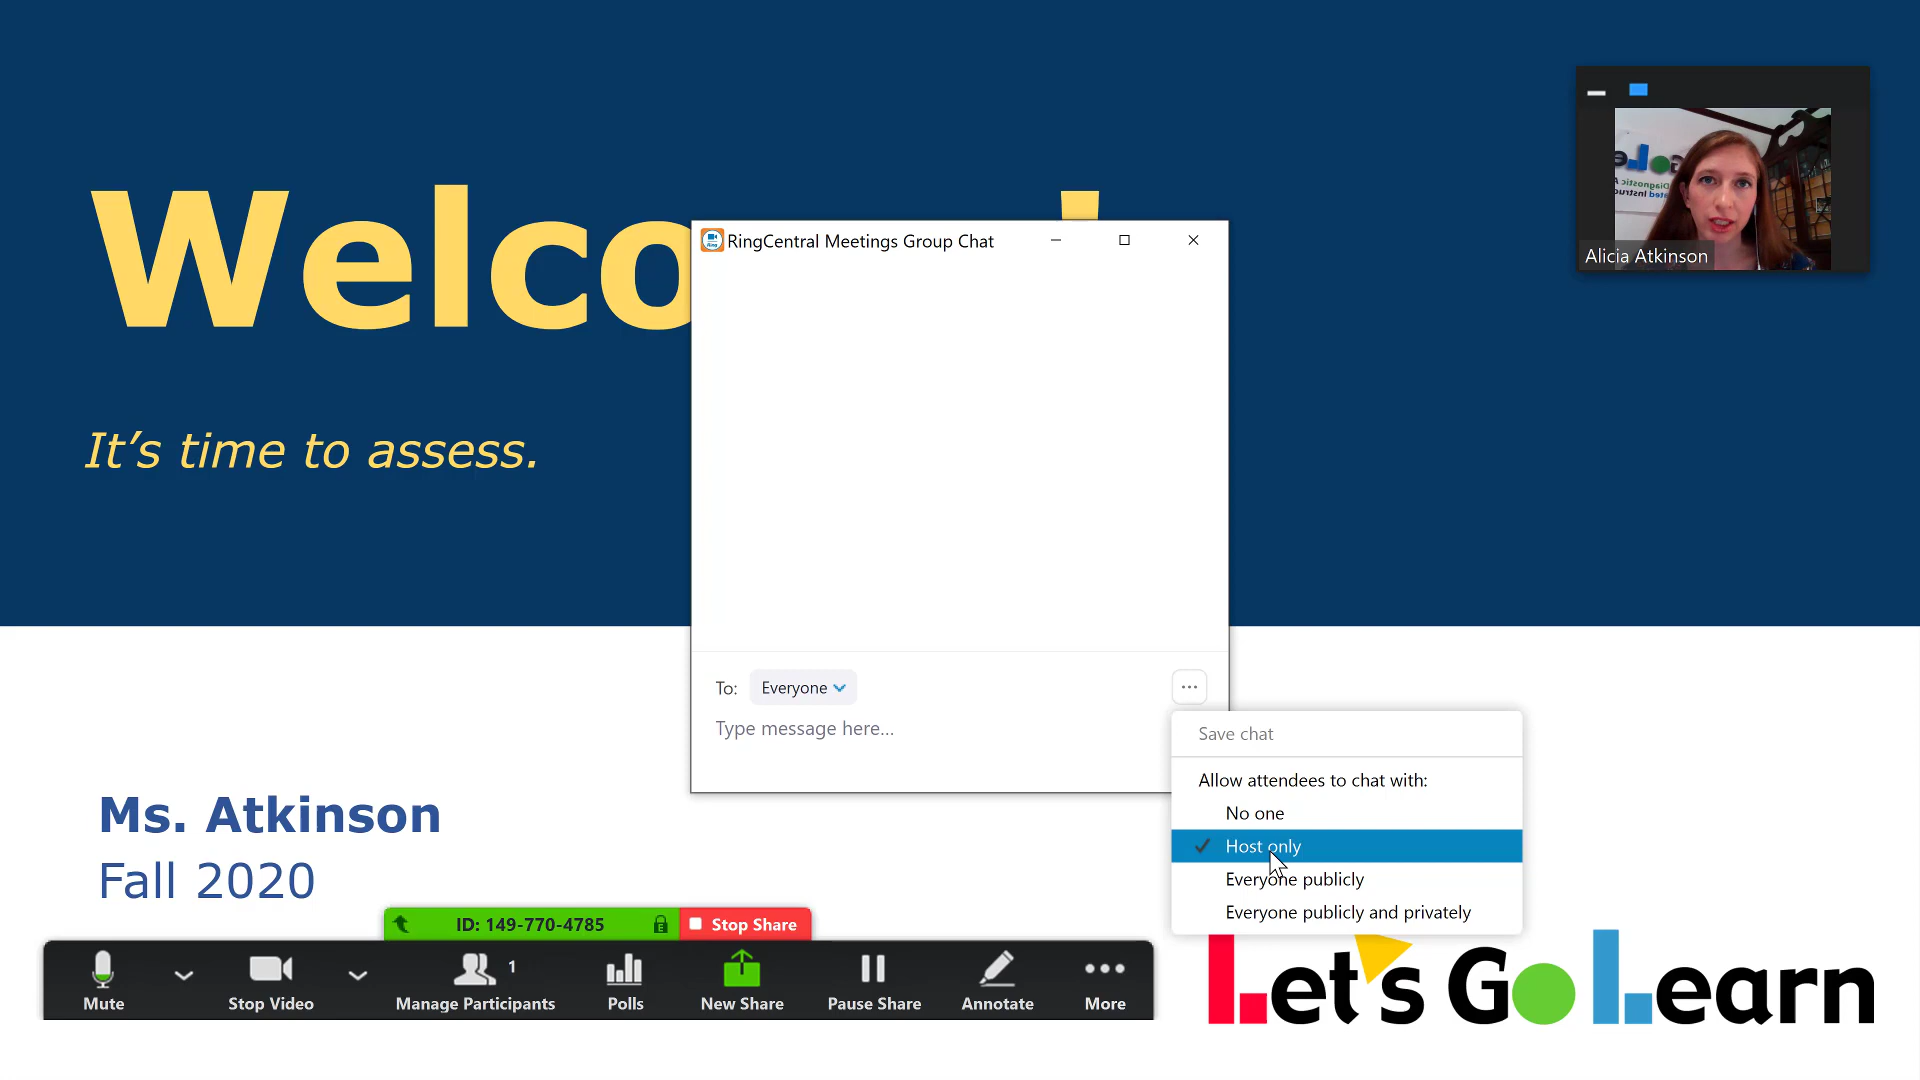 Welco
RingCentral Meetings Group Chat
Alicia Atkinson
It's time to assess.
To: Everyone
Type message here...
Save chat
Allow attendees to chat with:
No one
Host only
Everyone publicly
Everyone publicly and privately
Ms. Atkinson
Fall 2020
ID: 149-770-4785
Stop Share
1
Mute
Stop Video
Manage Participants
Polls
New Share
Pause Share
Annotate
More
Let's Go Learn